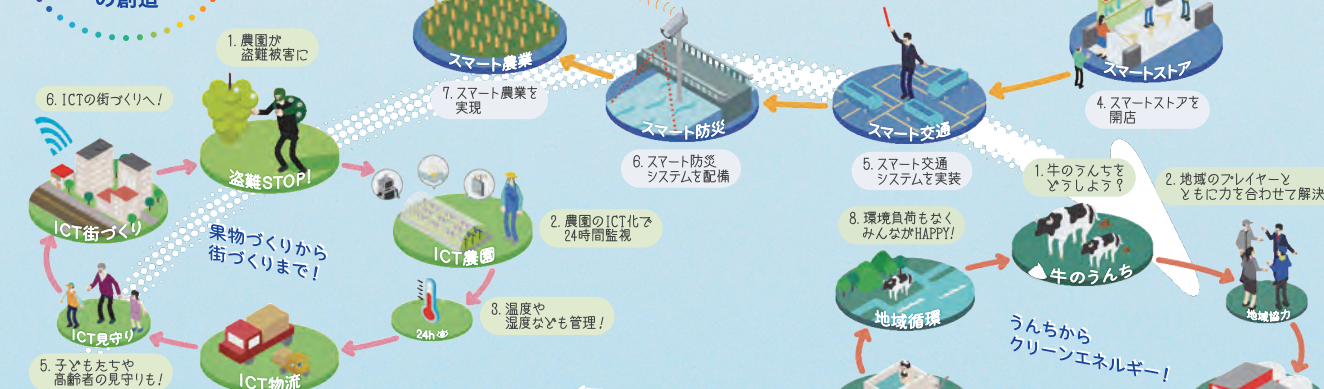 の創造
1. 農園が
盗難被害に
盗難STOP!
6. ICTの街づくりへ!
ICT街づくり
果物づくりから
街づくりまで!
2. 農園のICT化で
24時間監視
ICT農園
3. 温度や
湿度なども管理!
24h
ICT物流
ICT見守り
5. 子どもたちや
高齢者の見守りも!
スマート農業
7. スマート農業を
実現
スマート防災
6. スマート防災
システムを配備
スマート交通
5. スマート交通
システムを実装
スマートストア
4. スマートストアを
開店
1. 牛のうんちを
どうしよう?
牛のうんち
2. 地域のプレイヤーと
ともに力を合わせて解決
地域協力
8. 環境負荷もなく
みんながHAPPY!
地域循環
うんちから
クリーンエネルギー!